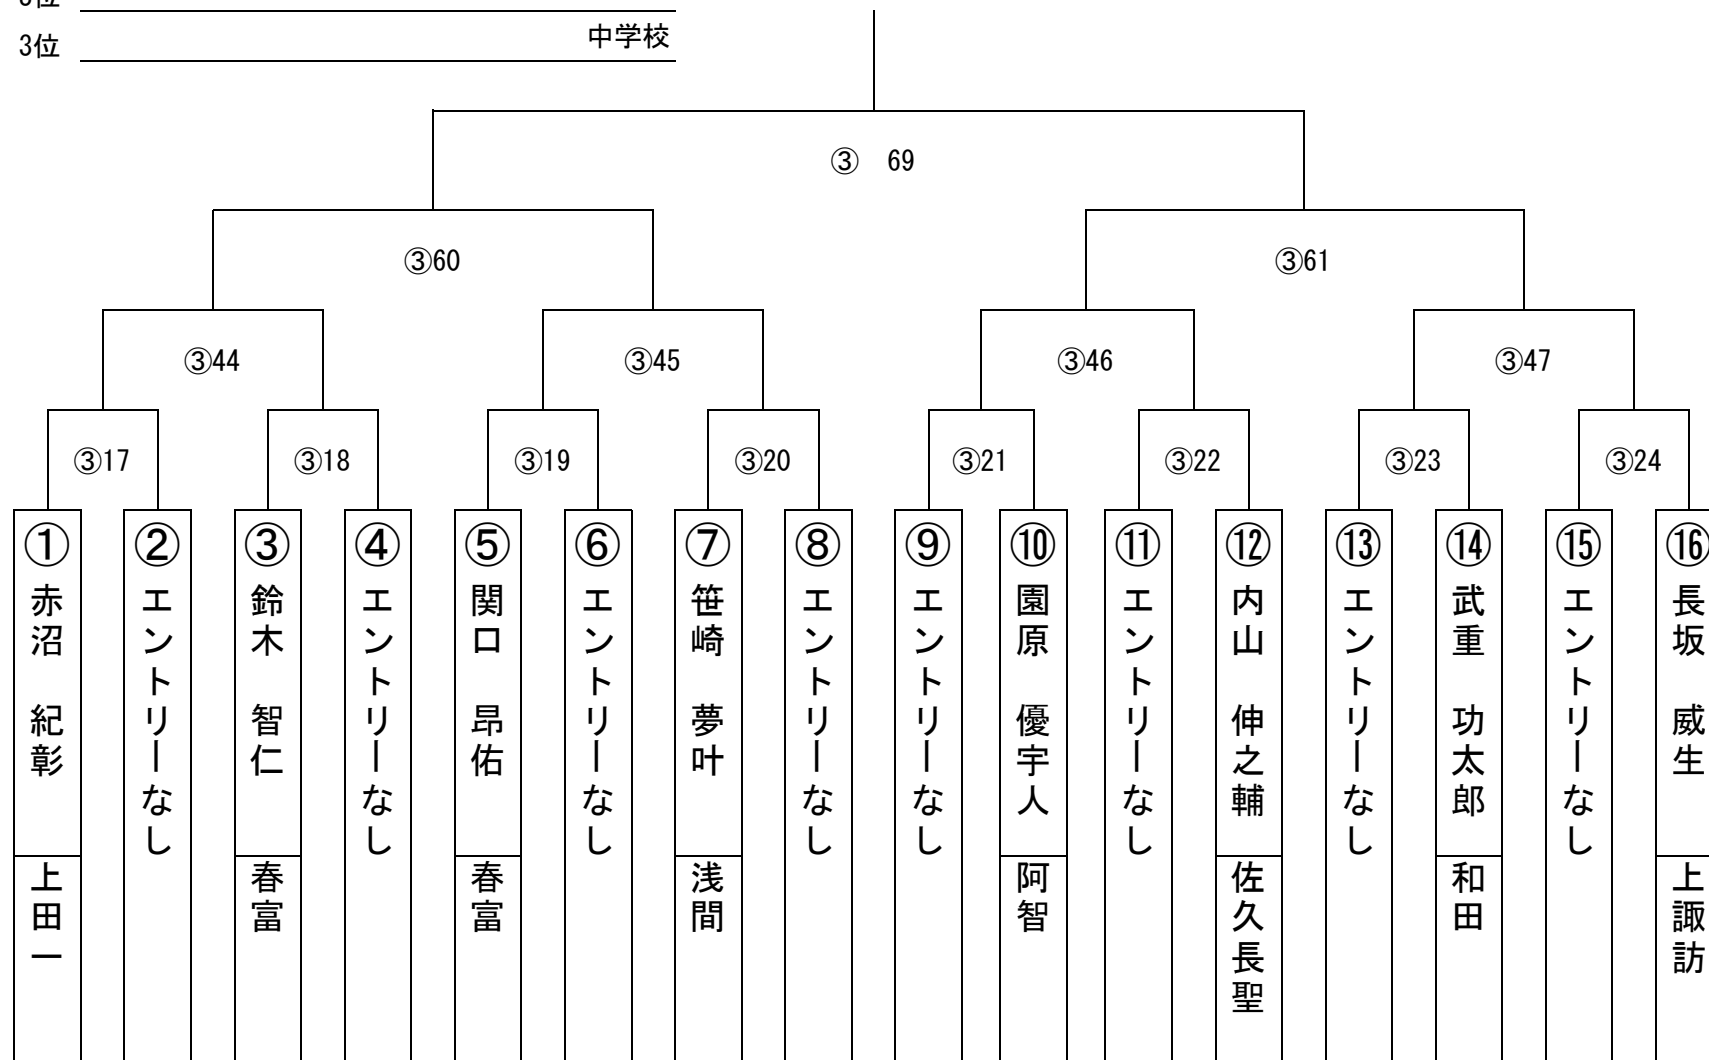 3位 中学校
③ 69
③60 ③61
③44 ③45 ③46 ③47
③17 ③18 ③19 ③20 ③21 ③22 ③23 ③24
① 赤沼 紀彰 上田一
② エントリーなし
③ 鈴木 智仁 春富
④ エントリーなし
⑤ 関口 昂佑 春富
⑥ エントリーなし
⑦ 笹崎 夢叶 浅間
⑧ エントリーなし
⑨ エントリーなし
⑩ 園原 優宇人 阿智
⑪ エントリーなし
⑫ 内山 伸之輔 佐久長聖
⑬ エントリーなし
⑭ 武重 功太郎 和田
⑮ エントリーなし
⑯ 長坂 威生 上諏訪